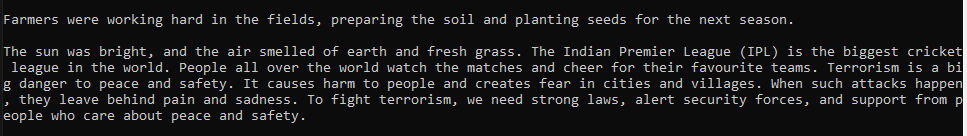 Farmers were working hard in the fields, preparing the soil and planting seeds for the next season.
The sun was bright, and the air smelled of earth and fresh grass. The Indian Premier League (IPL) is the biggest cricket
 league in the world. People all over the world watch the matches and cheer for their favourite teams. Terrorism is a bi
g danger to peace and safety. It causes harm to people and creates fear in cities and villages. When such attacks happen
, they leave behind pain and sadness. To fight terrorism, we need strong laws, alert security forces, and support from p
eople who care about peace and safety.